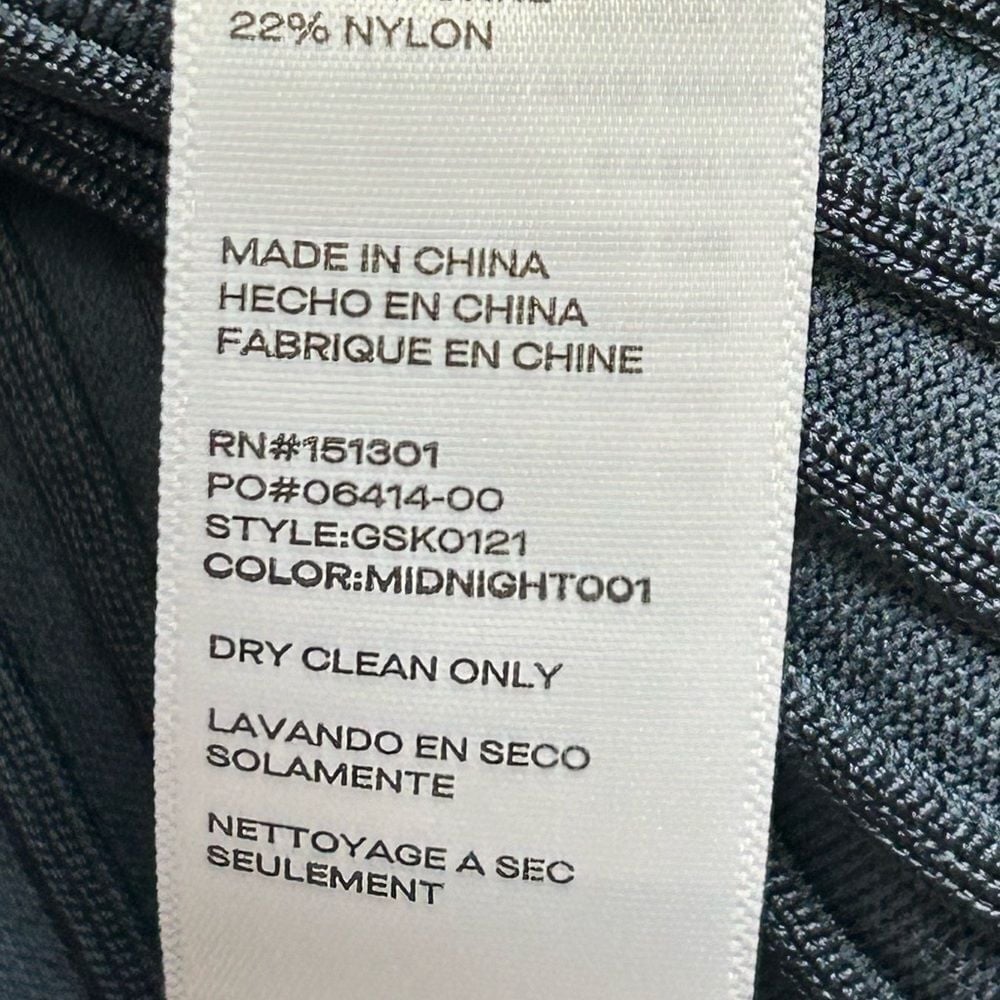 22% NYLON
MADE IN CHINA
HECHO EN CHINA
FABRIQUE EN CHINE
RN#151301
PO#06414-00
STYLE:GSK0121
COLOR:MIDNIGHT001
DRY CLEAN ONLY
LAVANDO EN SECO
SOLAMENTE
NETTOYAGE A SEC
SEULEMENT